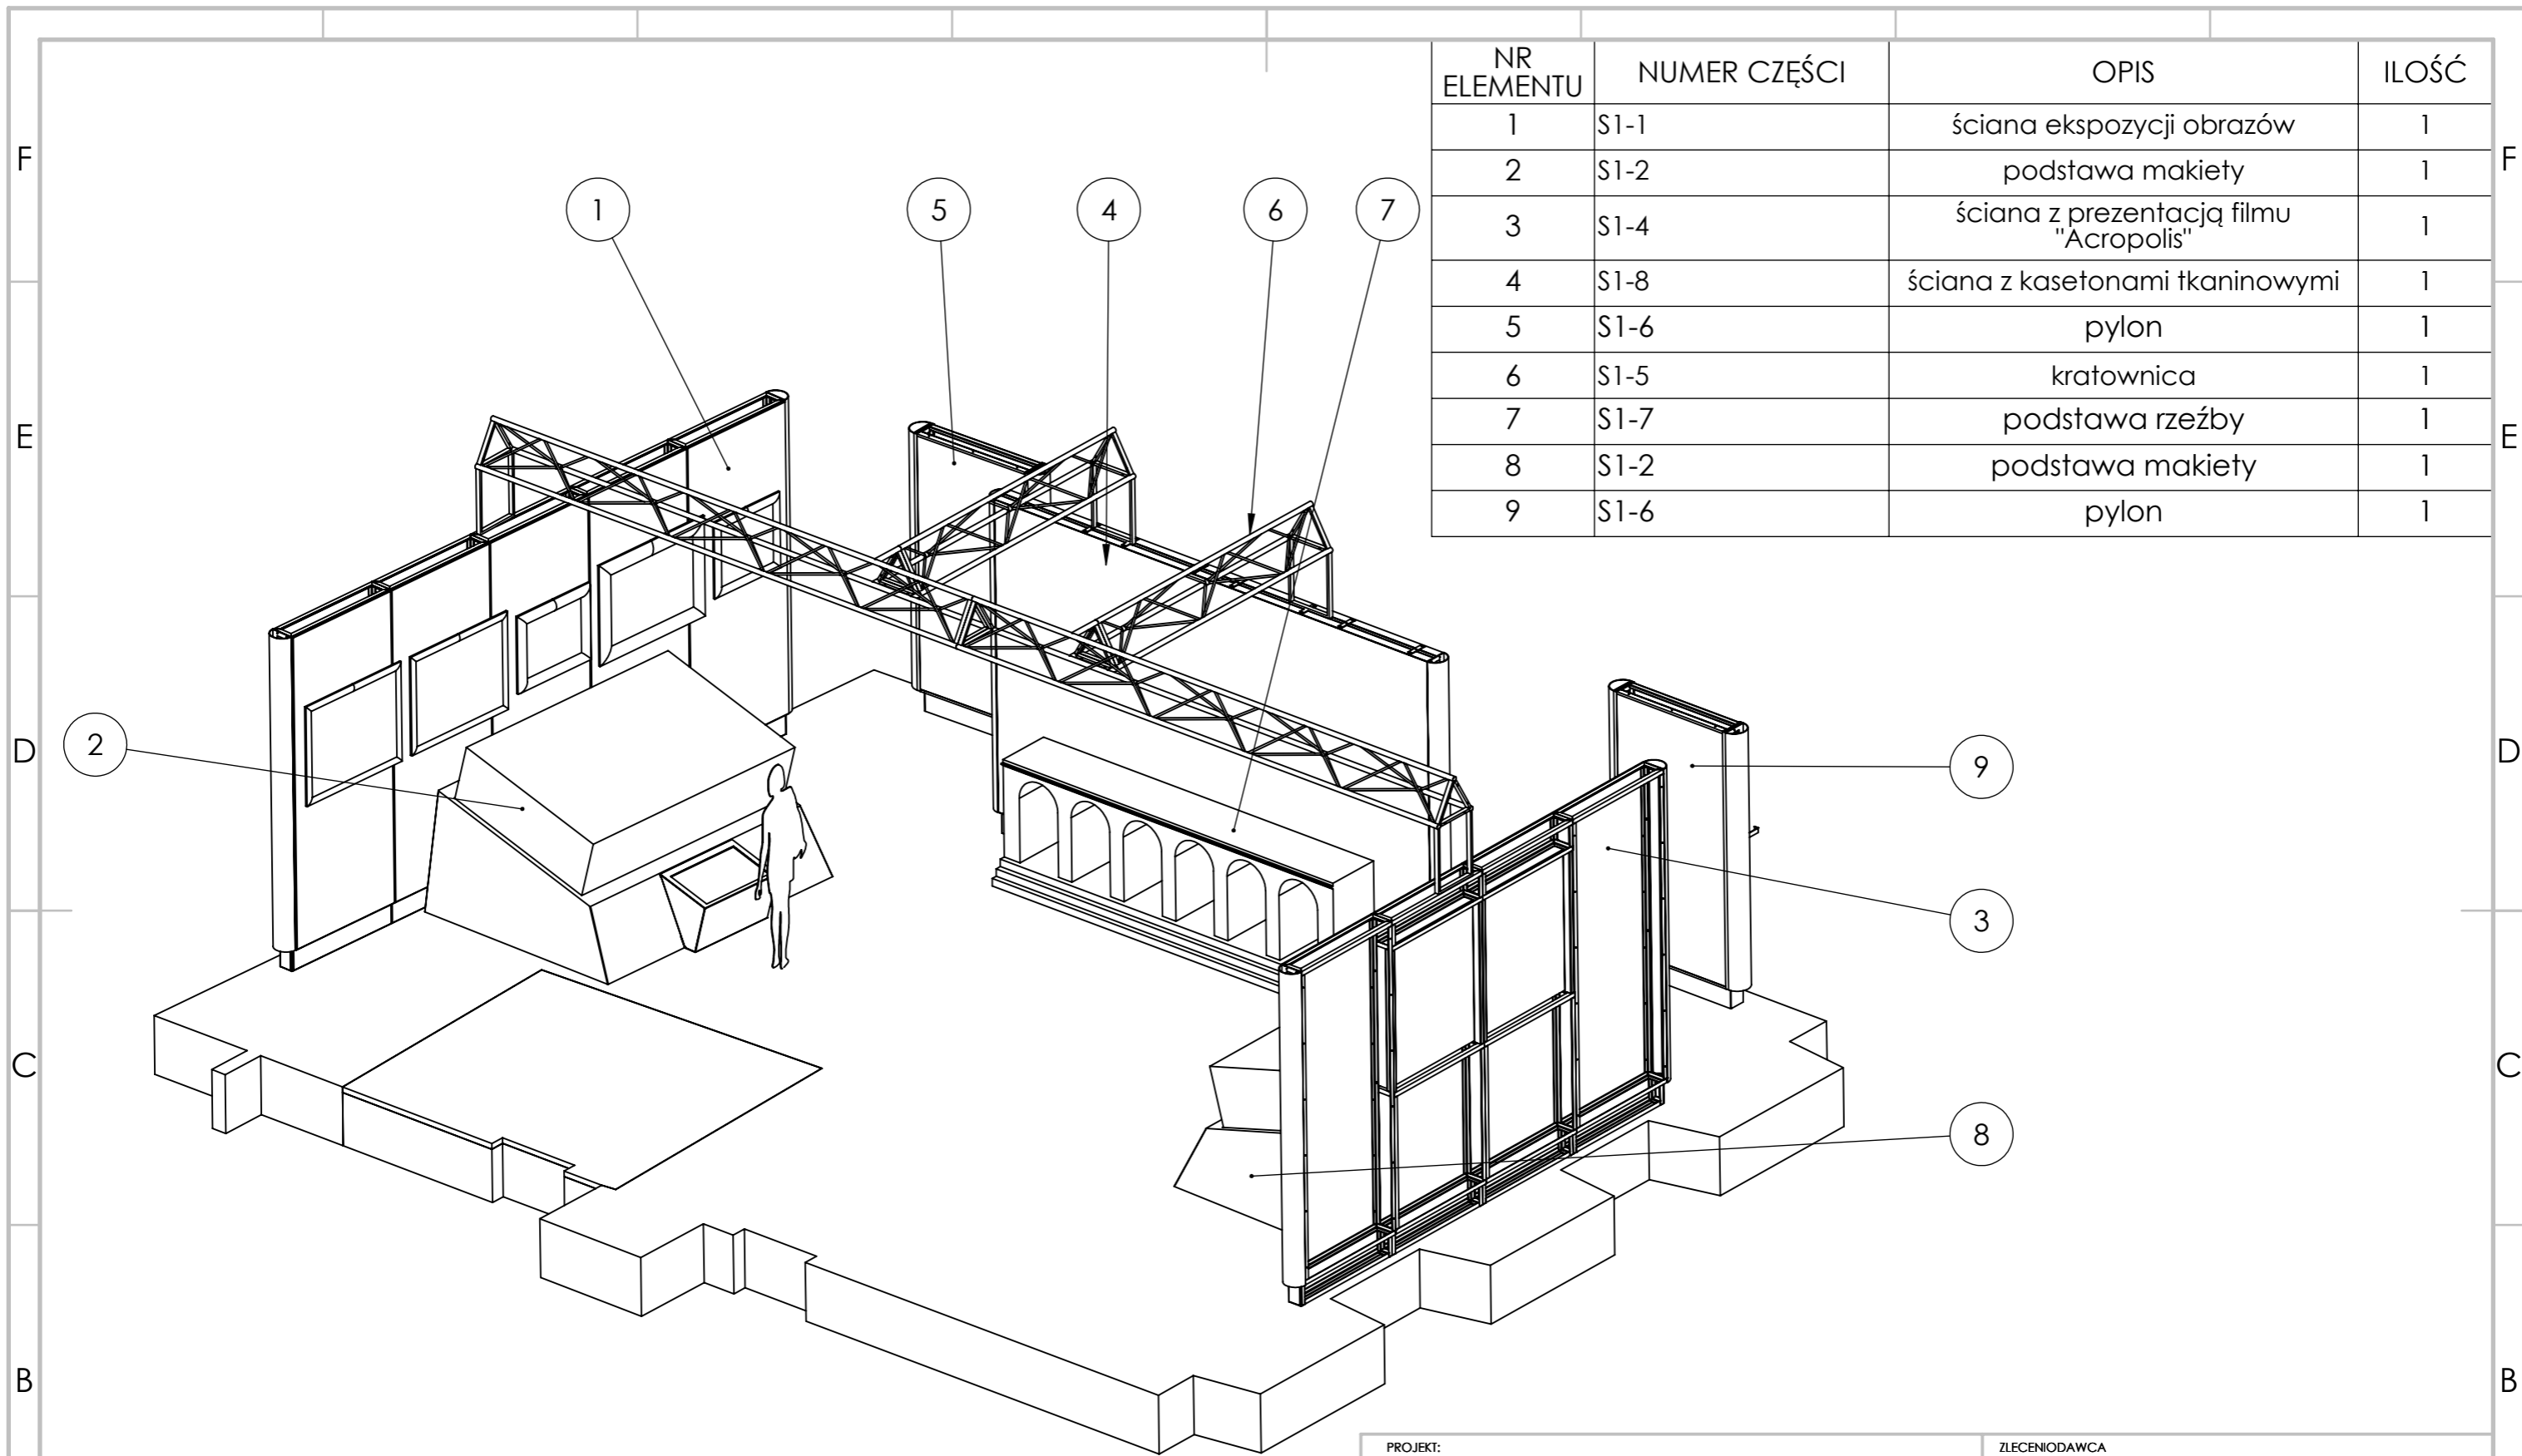 NR ELEMENTU NUMER CZĘŚCI OPIS ILOŚĆ
1 S1-1 ściana ekspozycji obrazów 1
2 S1-2 podstawa makiety 1
3 S1-4 ściana z prezentacją filmu "Acropolis" 1
4 S1-8 ściana z kasetonami tkaninowymi 1
5 S1-6 pylon 1
6 S1-5 kratownica 1
7 S1-7 podstawa rzeźby 1
8 S1-2 podstawa makiety 1
9 S1-6 pylon 1
F F
1 5 4 6 7
E E
D 2 9 D
3
C C
8
B B
PROJEKT: ZLECENIODAWCA